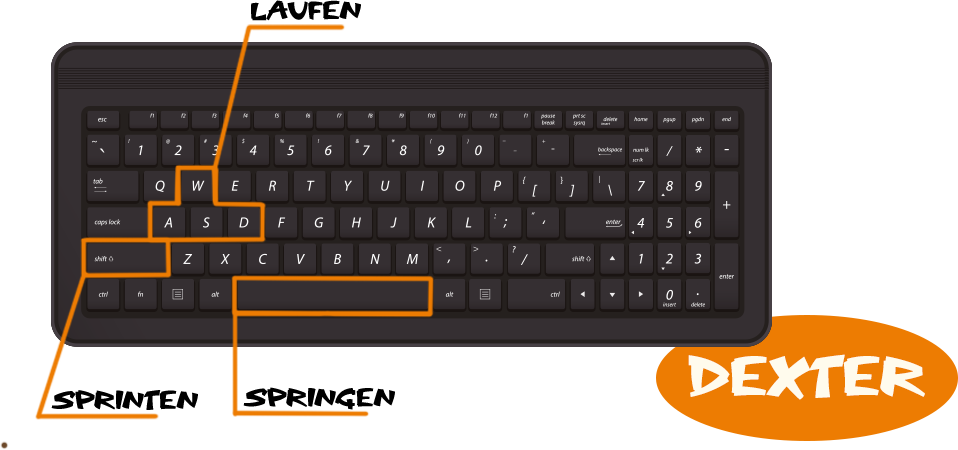 LAUFEN
esc f1 f2 f3 f4 f5 f6 f7 f8 f9 f10 f11 f12 f1 pause break prt sc sysrq delete insert home pgup pgdn end
~ ` ! 1 @ 2 # 3 $ 4 % 5 ! 6 & 7 * 8 ( 9 ) 0 _ - + - backspace num lk scr lk / * -
tab Q W E R T Y U I O P { [ } ] | \ 7 8 9 +
caps lock A S D F G H J K L : ; " ' enter 4 5 6
shift ⇧ Z X C V B N M < , > . ? / shift ⇧ ▲ 1 2 3 enter
ctrl fn alt alt ctrl ◄ ▼ ► 0 insert . delete
DEXTER
SPRINTEN SPRINGEN